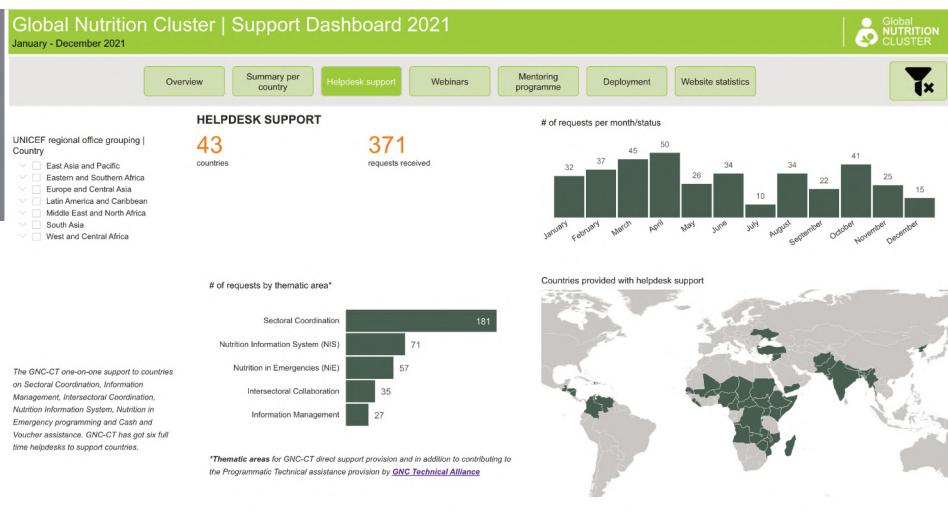 Global Nutrition Cluster | Support Dashboard 2021
January - December 2021
Global
NUTRITION
CLUSTER
Overview
Summary per
country
Helpdesk support
Webinars
Mentoring
programme
Deployment
Website statistics
UNICEF regional office grouping |
Country
East Asia and Pacific
Eastern and Southern Africa
Europe and Central Asia
Latin America and Caribbean
Middle East and North Africa
South Asia
West and Central Africa
HELPDESK SUPPORT
43
countries
371
requests received
# of requests per month/status
32
37
45
50
26
34
10
34
22
41
25
15
January
February
March
April
May
June
July
August
September
October
November
December
# of requests by thematic area*
Sectoral Coordination
181
Nutrition Information System (NIS)
71
Nutrition in Emergencies (NiE)
57
Intersectoral Collaboration
35
Information Management
27
Countries provided with helpdesk support
The GNC-CT one-on-one support to countries
on Sectoral Coordination, Information
Management, Intersectoral Coordination,
Nutrition Information System, Nutrition in
Emergency programming and Cash and
Voucher assistance. GNC-CT has got six full
time helpdesks to support countries.
*Thematic areas for GNC-CT direct support provision and in addition to contributing to
the Programmatic Technical assistance provision by GNC Technical Alliance